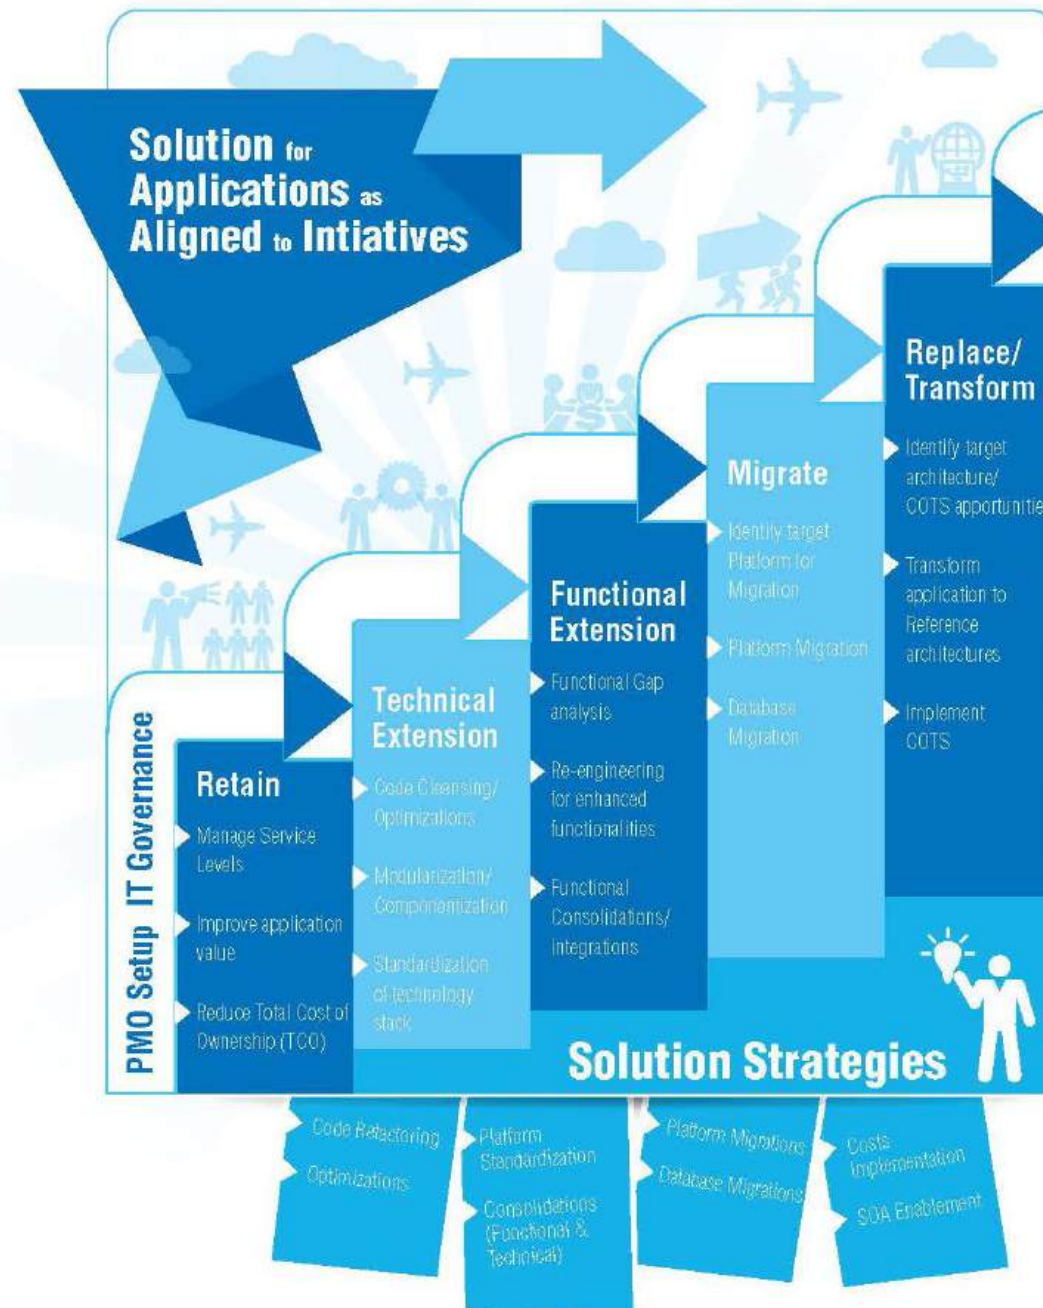 Solution for
Applications as
Aligned to Intiatives
PMO Setup IT Governance
Retain
Manage Service
Levels
Improve application
value
Reduce Total Cost of
Ownership (TCO)
Technical
Extension
Code Cleansing/
Optimizations
Modularization/
Componentization
Standardization
of technology
stack
Functional
Extension
Functional Gap
analysis
Re-engineering
for enhanced
functionalities
Functional
Consolidations/
Integrations
Migrate
Identity target
Platform for
Migration
Platform Migration
Database
Migration
Replace/
Transform
Identify target
architecture/
COTS opportunitie
Transform
application to
Reference
architectures
Implement
COTS
Solution Strategies
Code Refactoring
Optimizations
Platform
Standardization
Consolidations
(Functional &
Technical)
Platform Migrations
Database Migrations
Costs
Implementation
SOA Enablement